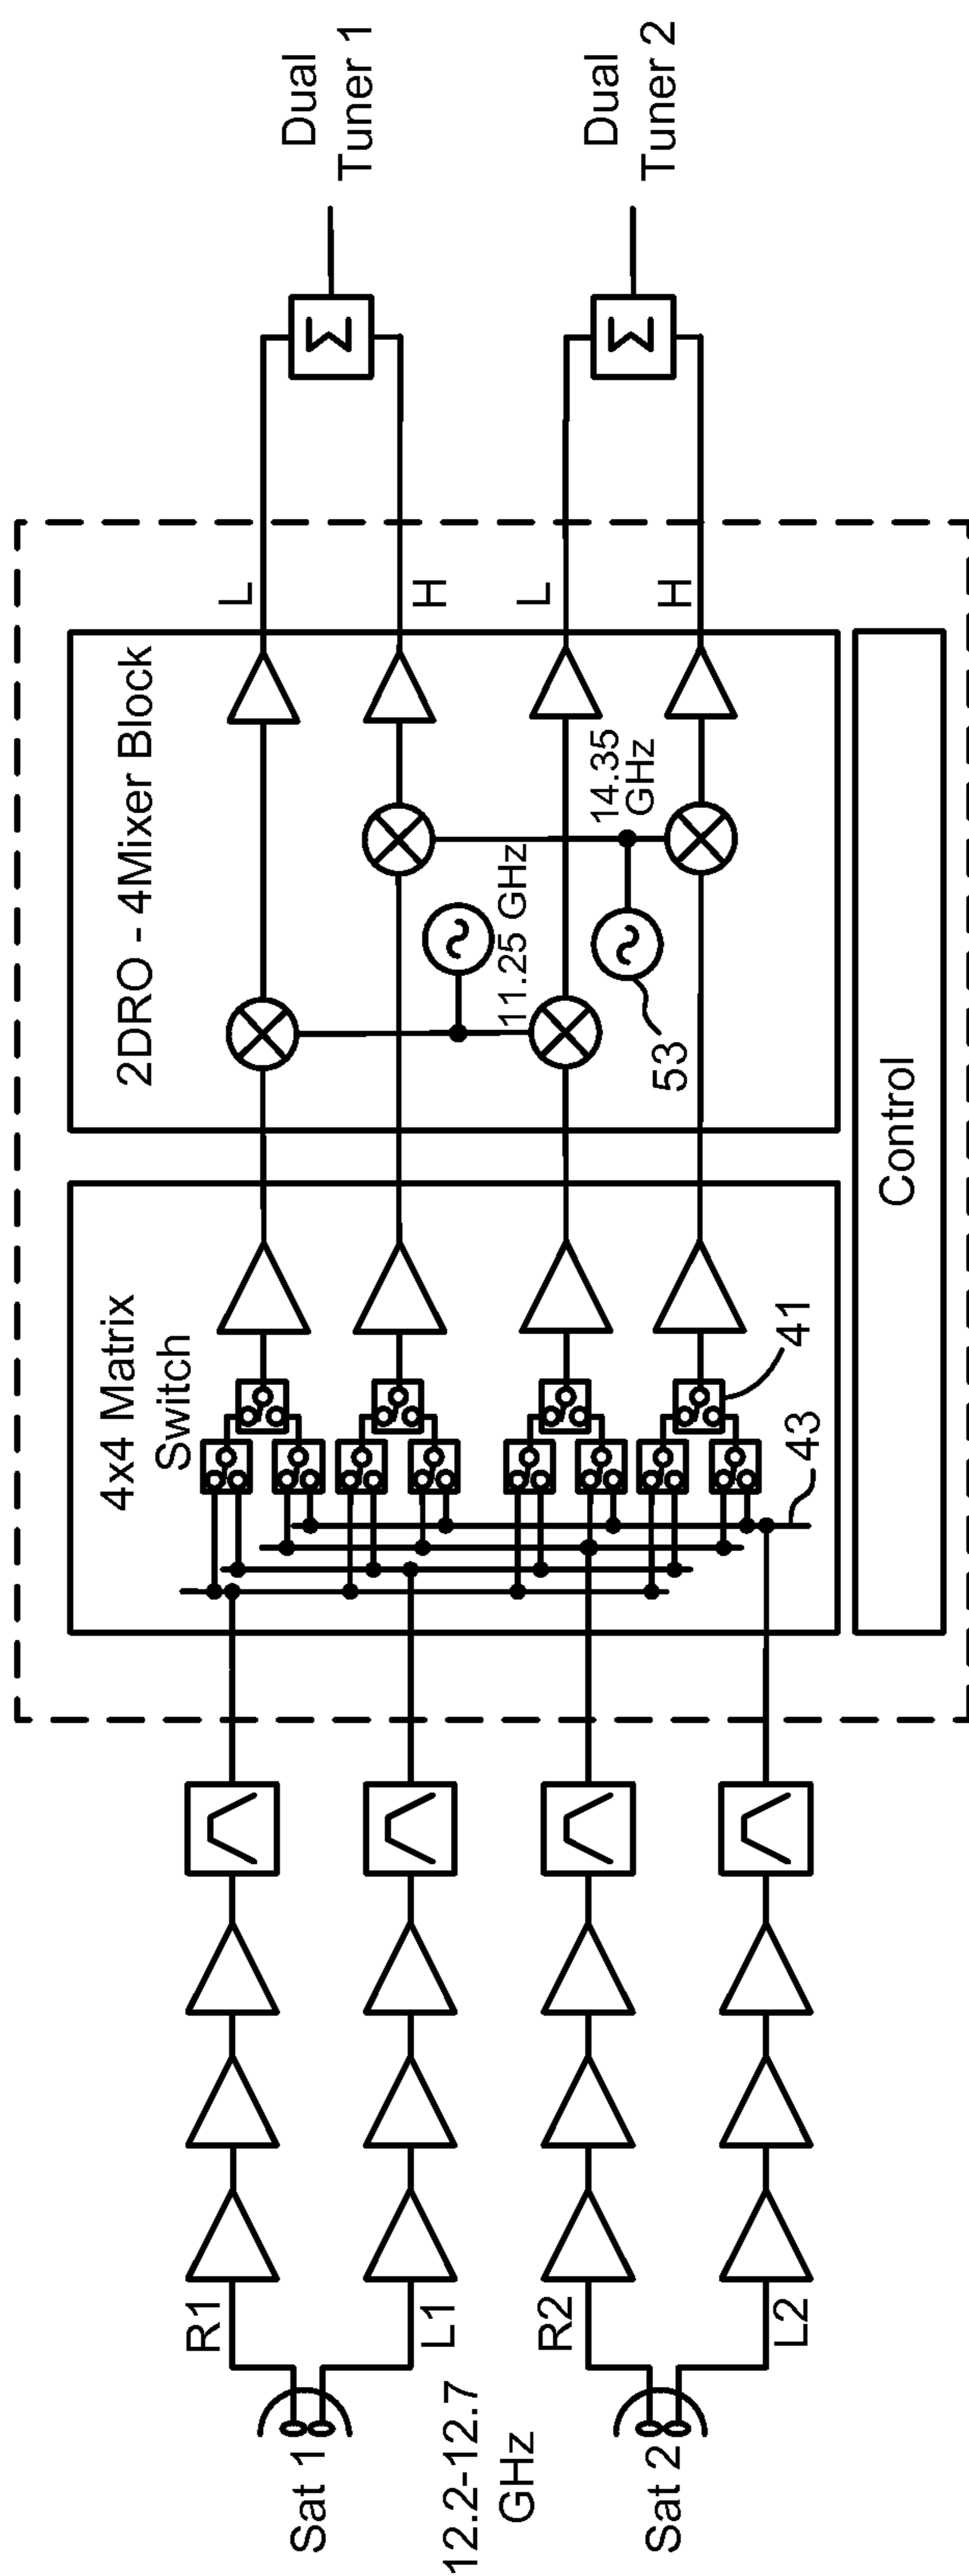 Sat 1
12.2-12.7
GHz
Sat 2
R1
L1
R2
L2
4x4 Matrix
Switch
41
43
2DRO - 4Mixer Block
11.25 GHz
14.35
GHz
53
Control
L
H
L
H
Σ
Σ
Dual
Tuner 1
Dual
Tuner 2